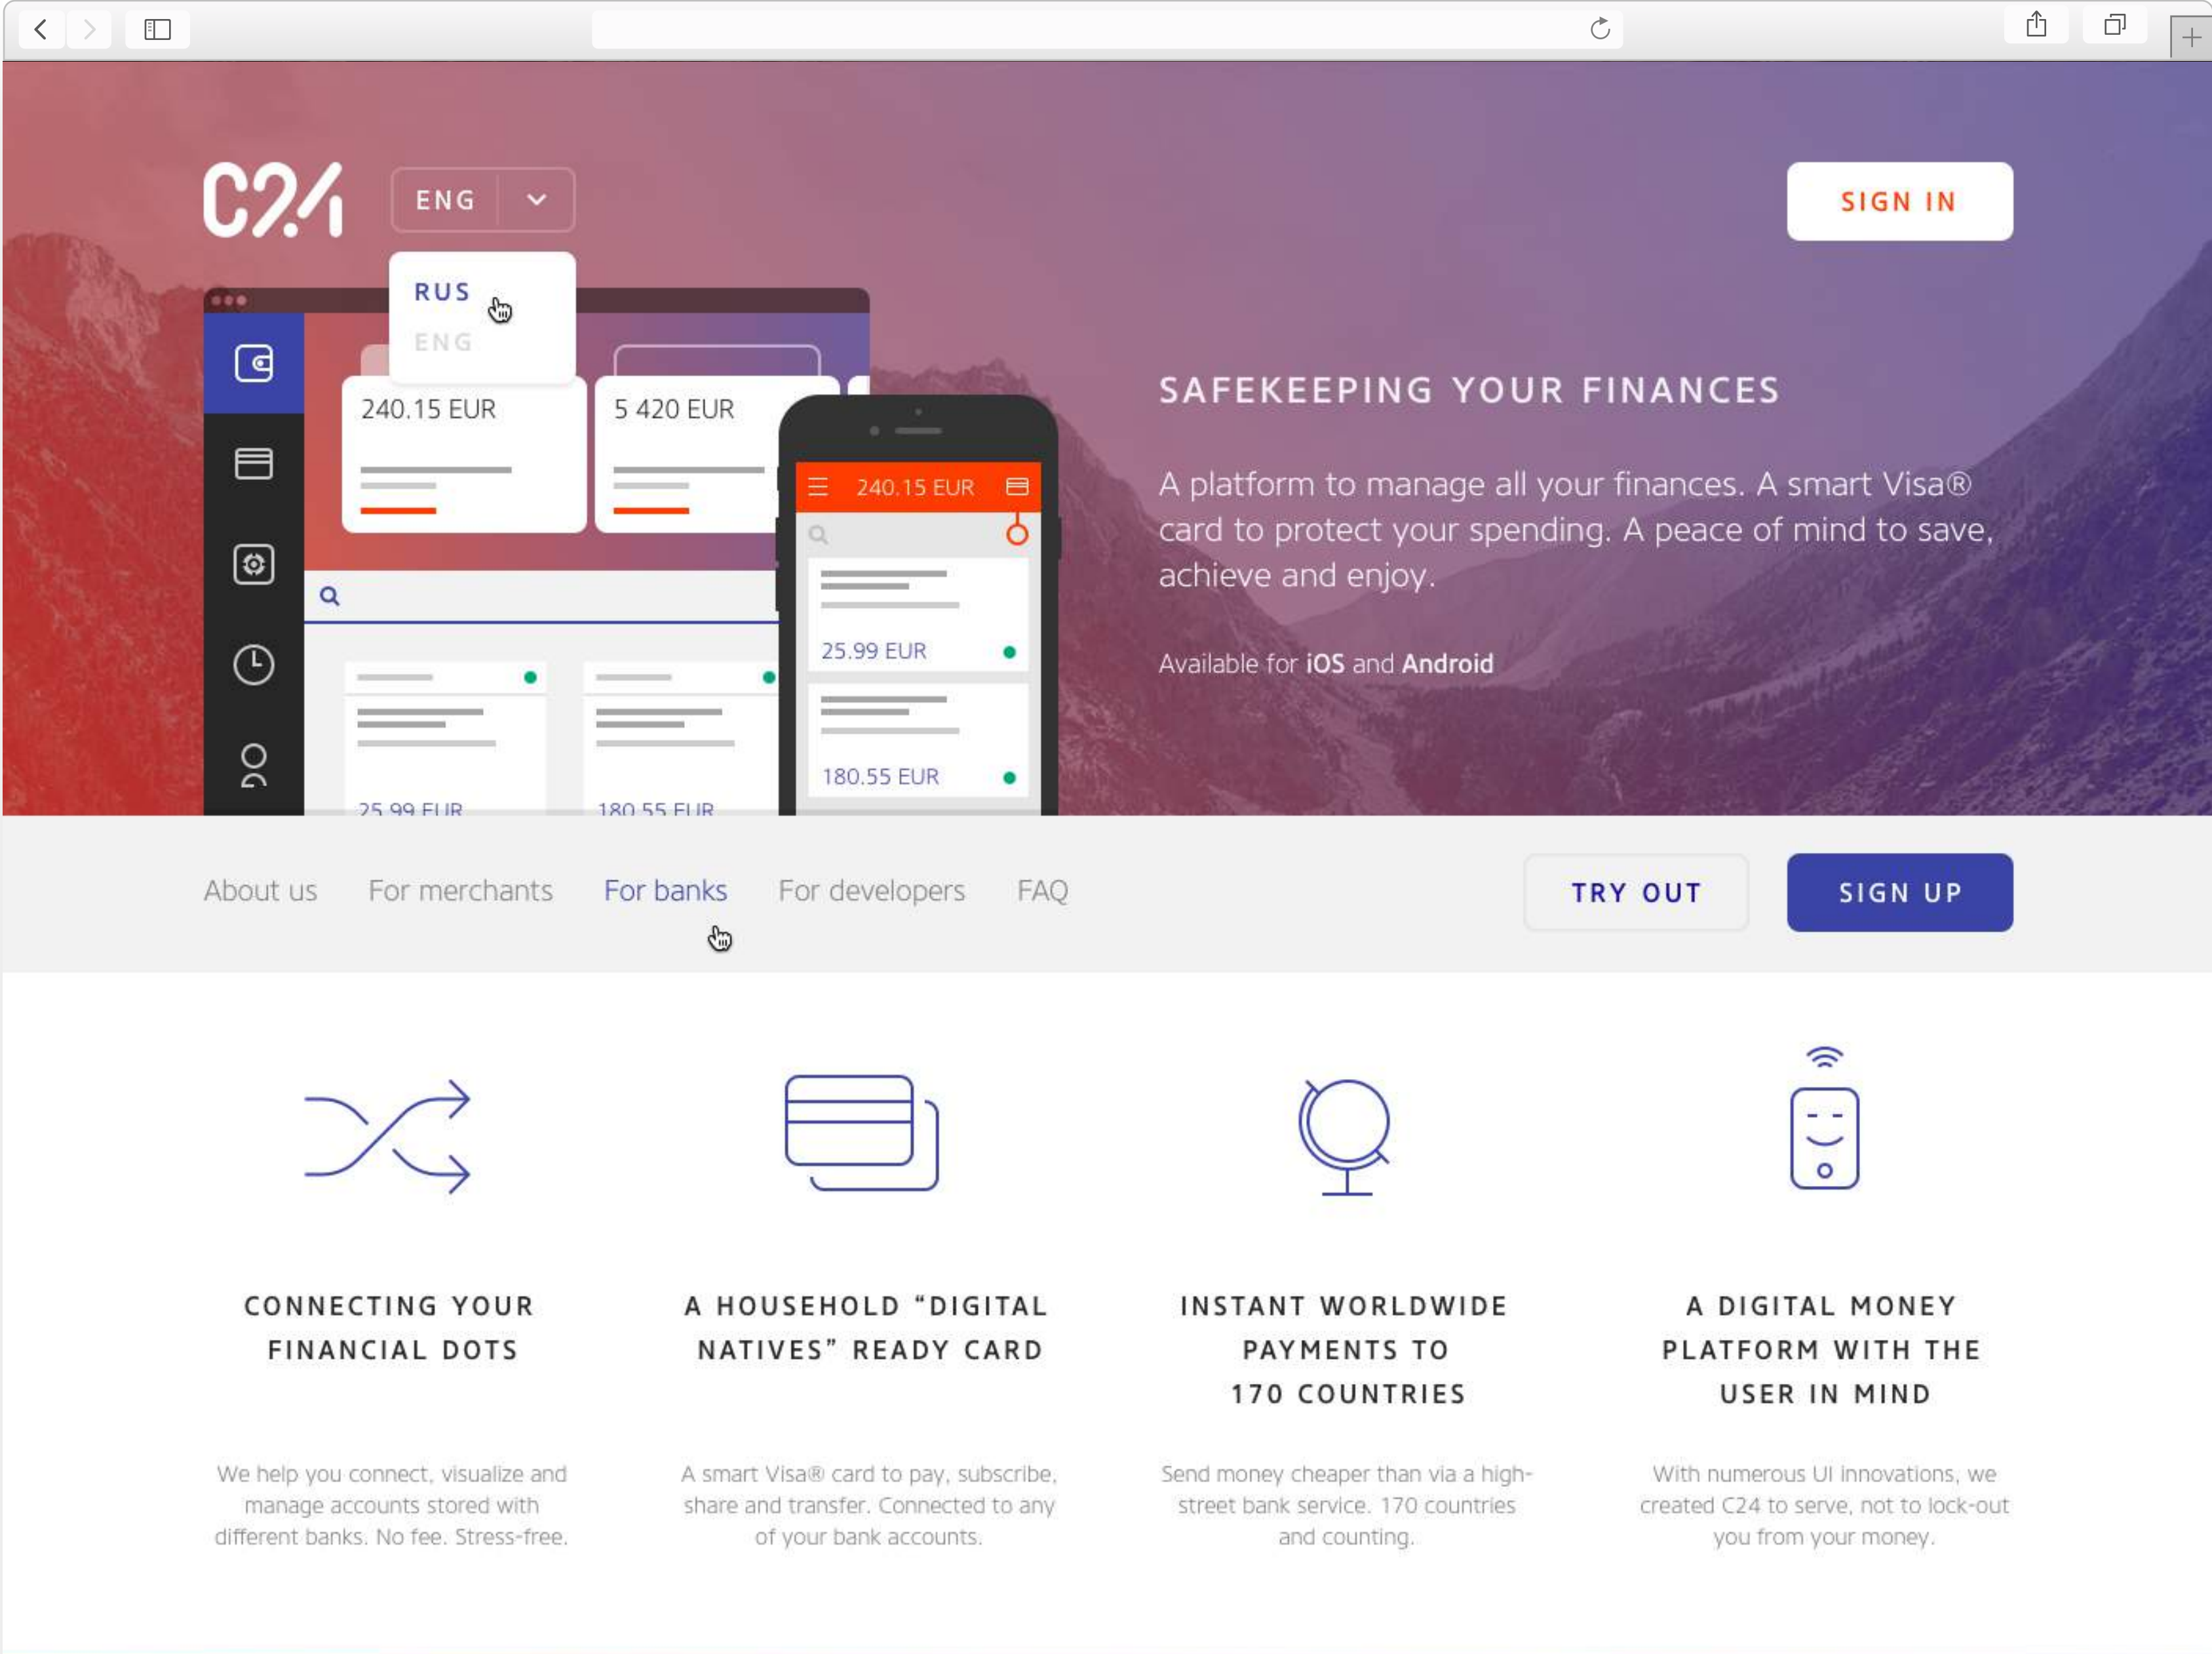 C24
ENG
SIGN IN
RUS
ENG
240.15 EUR
5 420 EUR
240.15 EUR
25.99 EUR
180.55 EUR
25.99 EUR
180.55 EUR
SAFEKEEPING YOUR FINANCES
A platform to manage all your finances. A smart Visa®
card to protect your spending. A peace of mind to save,
achieve and enjoy.
Available for iOS and Android
About us
For merchants
For banks
For developers
FAQ
TRY OUT
SIGN UP
CONNECTING YOUR
FINANCIAL DOTS
We help you connect, visualize and
manage accounts stored with
different banks. No fee. Stress-free.
A HOUSEHOLD “DIGITAL
NATIVES” READY CARD
A smart Visa® card to pay, subscribe,
share and transfer. Connected to any
of your bank accounts.
INSTANT WORLDWIDE
PAYMENTS TO
170 COUNTRIES
Send money cheaper than via a high-
street bank service. 170 countries
and counting.
A DIGITAL MONEY
PLATFORM WITH THE
USER IN MIND
With numerous UI innovations, we
created C24 to serve, not to lock-out
you from your money.